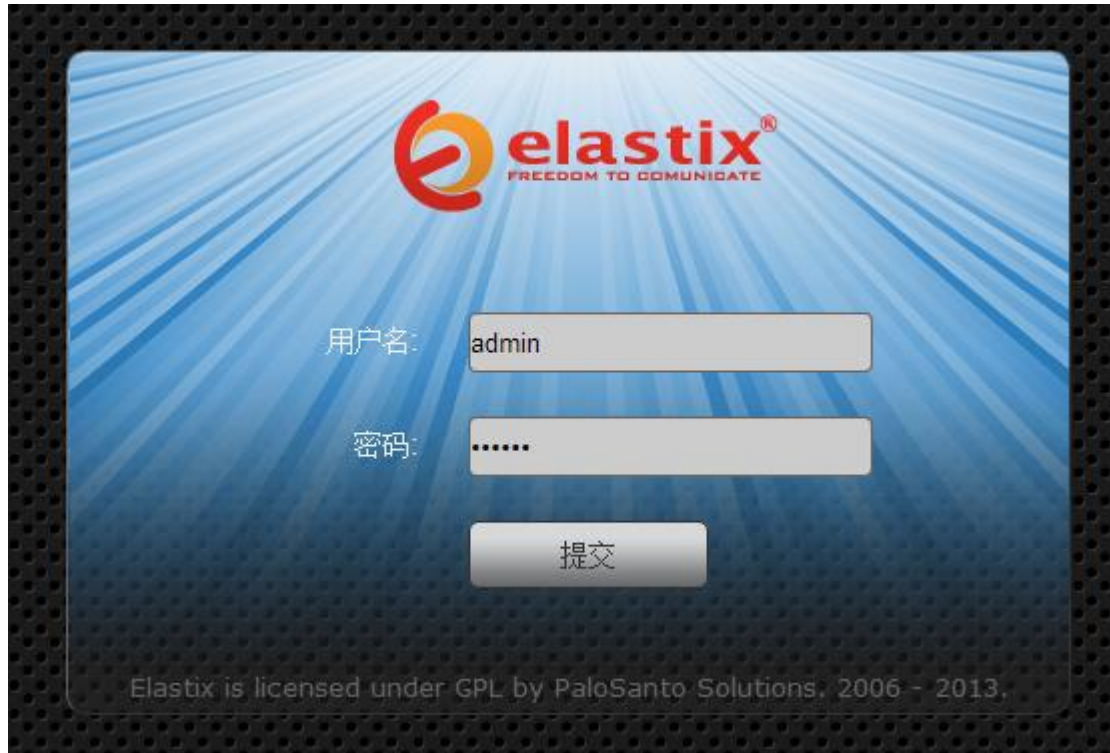 elastix®
FREEDOM TO COMUNICATE
用户名: admin
密码: ••••••
提交
Elastix is licensed under GPL by PaloSanto Solutions. 2006 - 2013.